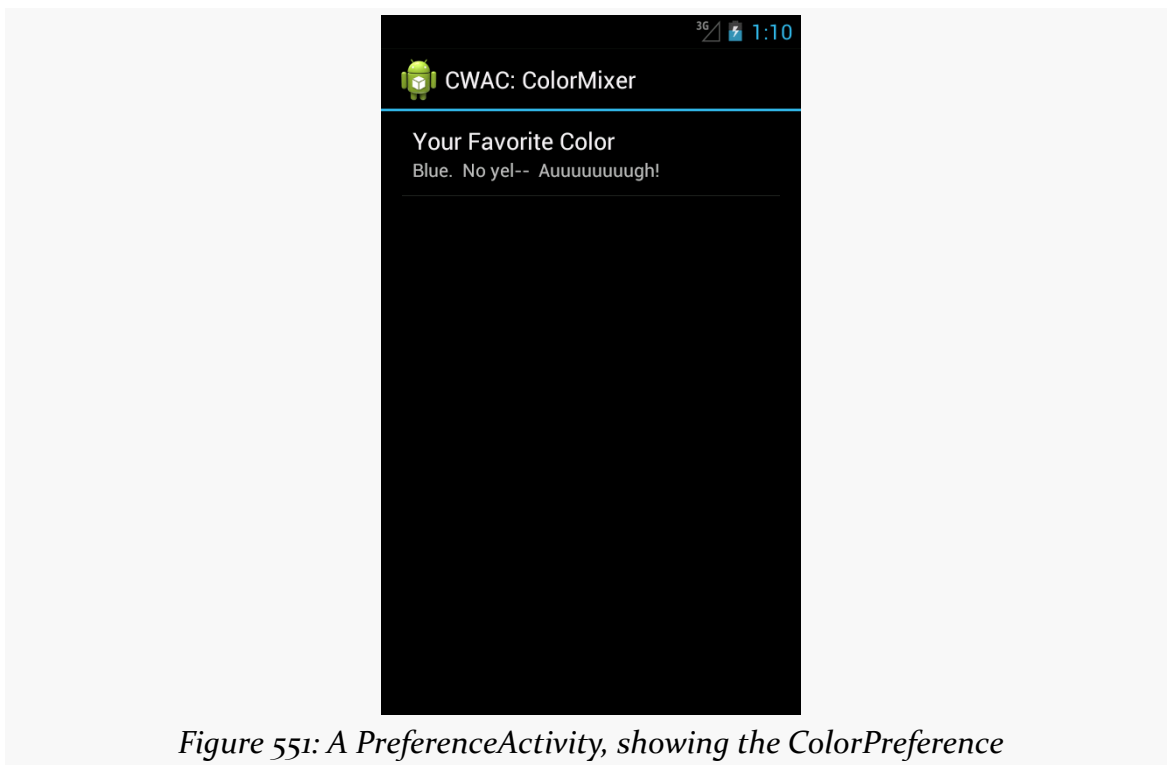 3G 1:10
CWAC: ColorMixer
Your Favorite Color
Blue.  No yel--  Auuuuuuuugh!
Figure 551: A PreferenceActivity, showing the ColorPreference